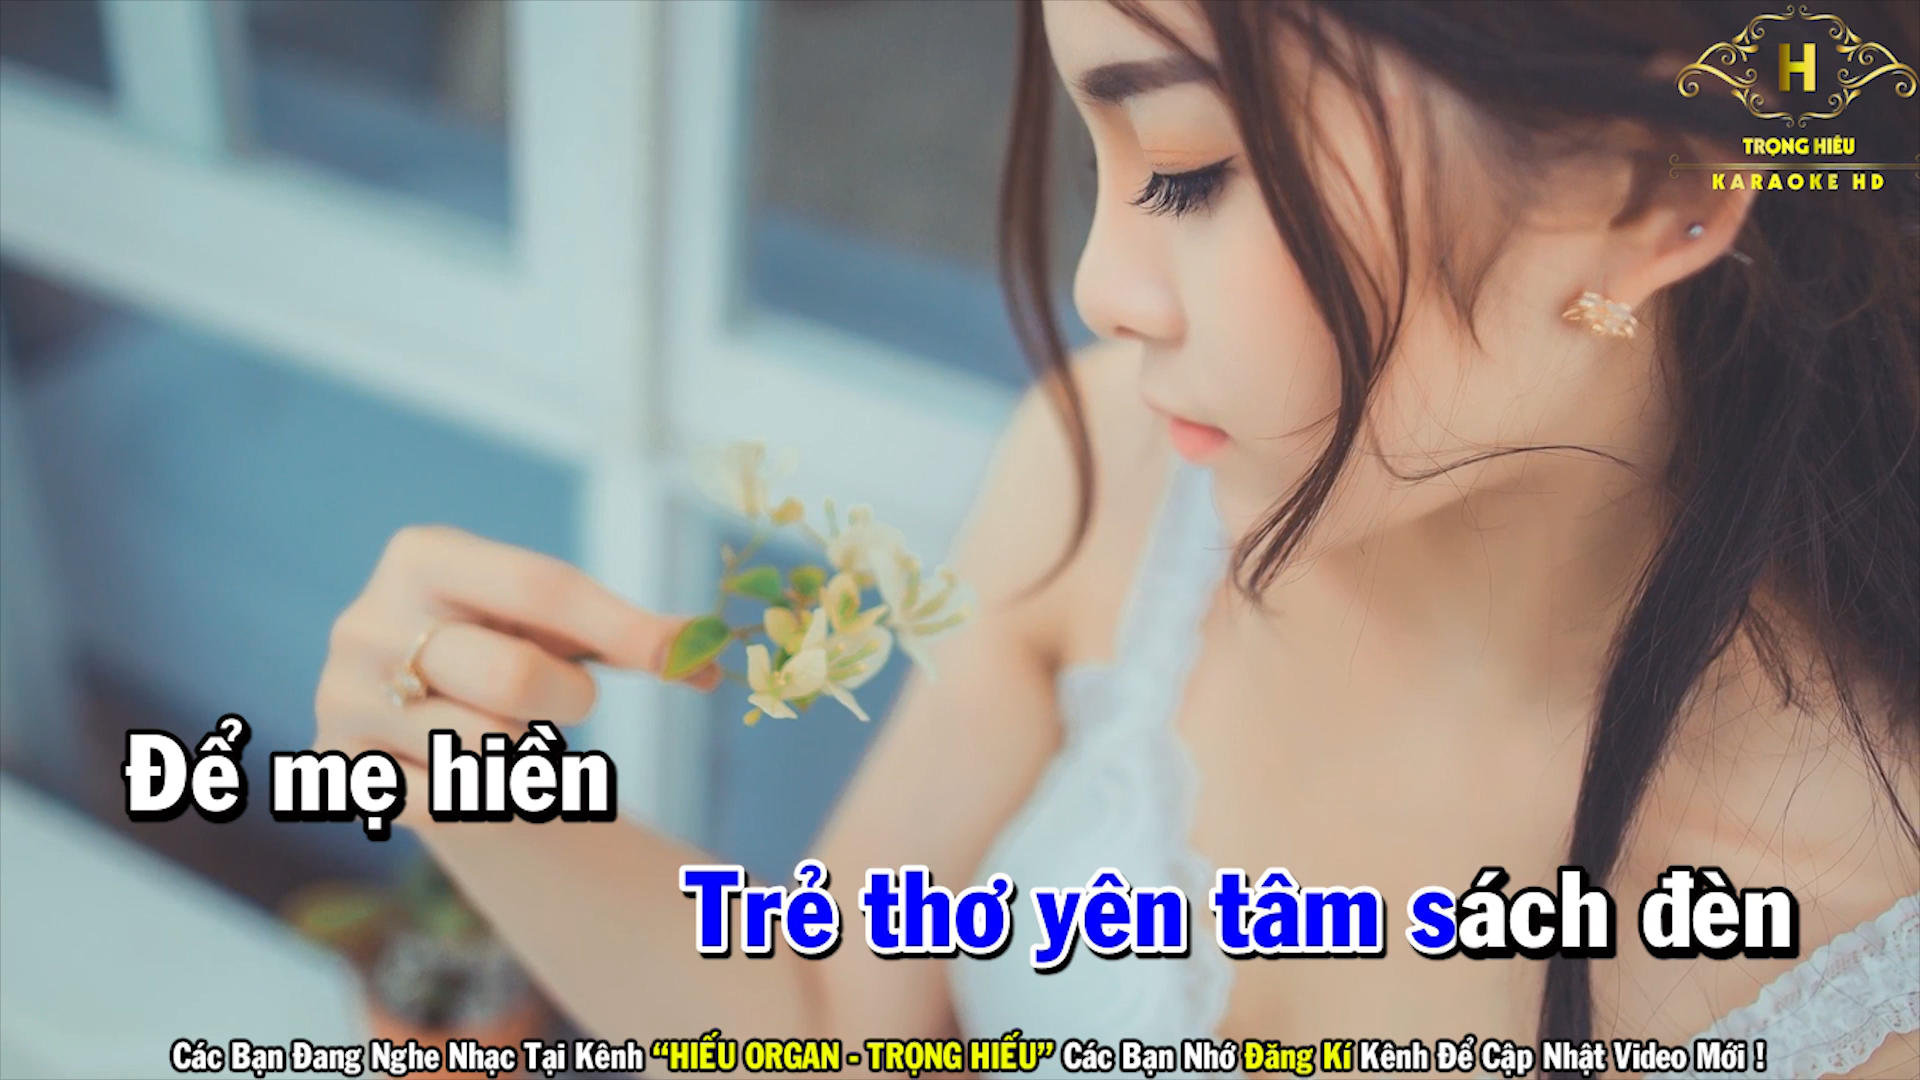 H
TRỌNG HIẾU
KARAOKE HD
Để mẹ hiền
Trẻ thơ yên tâm sách đèn
Các Bạn Đang Nghe Nhạc Tại Kênh “HIẾU ORGAN - TRỌNG HIẾU” Các Bạn Nhớ Đăng Kí Kênh Để Cập Nhật Video Mới !